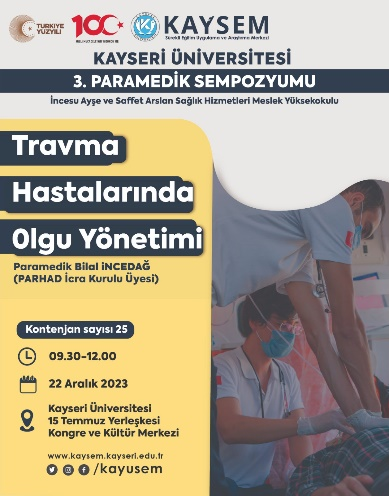 TÜRKİYE
YÜZYILI
100
KAYSEM
Sürekli Eğitim Uygulama ve Araştırma Merkezi
KAYSERİ ÜNİVERSİTESİ
3. PARAMEDİK SEMPOZYUMU
İncesu Ayşe ve Saffet Arslan Sağlık Hizmetleri Meslek Yüksekokulu
Travma
Hastalarında
Olgu Yönetimi
Paramedik Bilal İNCEDAĞ
(PARHAD İcra Kurulu Üyesi)
Kontenjan sayısı 25
09.30-12.00
22 Aralık 2023
Kayseri Üniversitesi
15 Temmuz Yerleşkesi
Kongre ve Kültür Merkezi
www.kaysem.kayseri.edu.tr
/kayusem